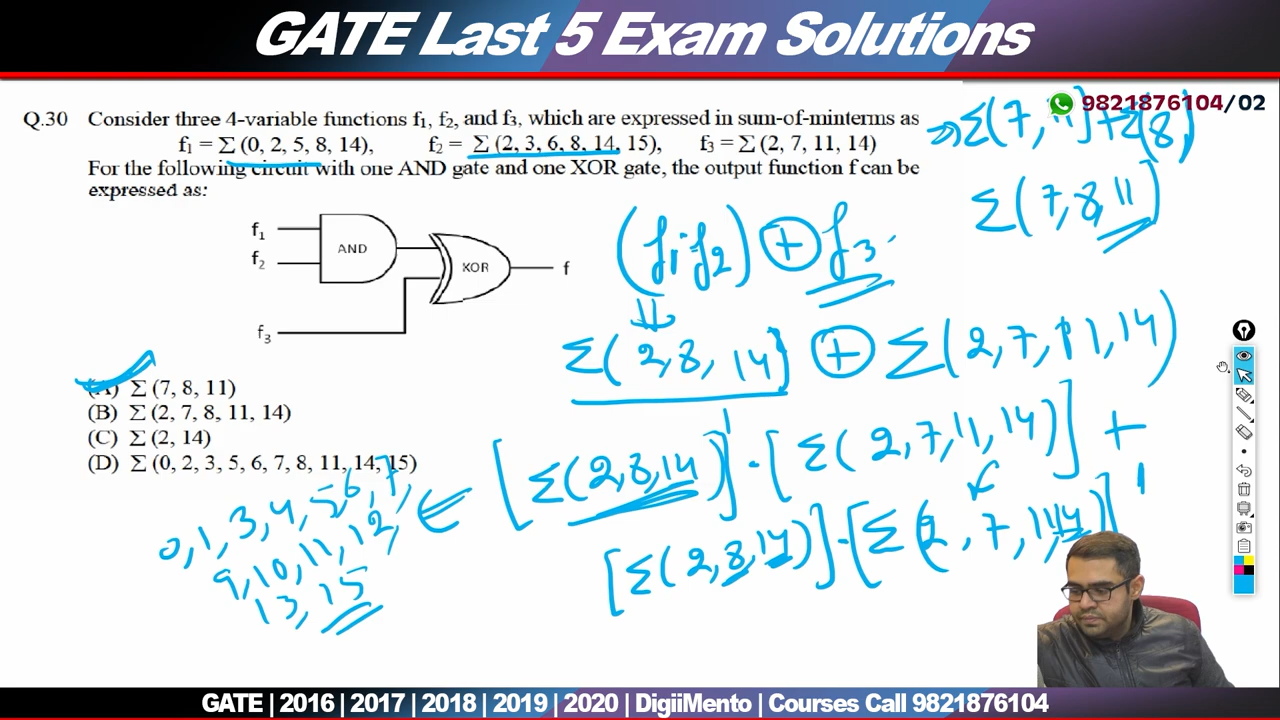 GATE Last 5 Exam Solutions
9821876104/02
Q.30 Consider three 4-variable functions f₁, f₂, and f₃, which are expressed in sum-of-minterms as
f₁ = Σ (0, 2, 5, 8, 14), f₂ = Σ (2, 3, 6, 8, 14, 15), f₃ = Σ (2, 7, 11, 14)
For the following circuit with one AND gate and one XOR gate, the output function f can be
expressed as:
f₁
f₂
AND
XOR
f
f₃
(A) Σ (7, 8, 11)
(B) Σ (2, 7, 8, 11, 14)
(C) Σ (2, 14)
(D) Σ (0, 2, 3, 5, 6, 7, 8, 11, 14, 15)
⇒ Σ(7, 11] + Σ(8)
Σ(7, 8, 11)
(f₁·f₂) ⊕ f₃
⇓
Σ(2, 8, 14) ⊕ Σ(2, 7, 11, 14)
[Σ(2,8,14)]' · [Σ(2,7,11,14)] +
[Σ(2,8,14)] · [Σ(2,7,11,14)]'
0, 1, 3, 4, 5, 6, 7,
9, 10, 11, 12,
13, 15
GATE | 2016 | 2017 | 2018 | 2019 | 2020 | DigiiMento | Courses Call 9821876104